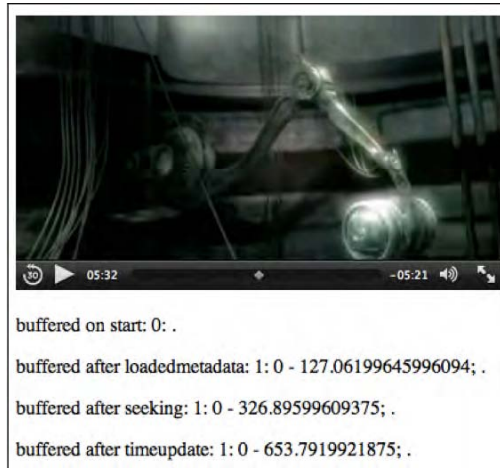 30 05:32 -05:21
buffered on start: 0: .
buffered after loadedmetadata: 1: 0 - 127.06199645996094; .
buffered after seeking: 1: 0 - 326.89599609375; .
buffered after timeupdate: 1: 0 - 653.7919921875; .